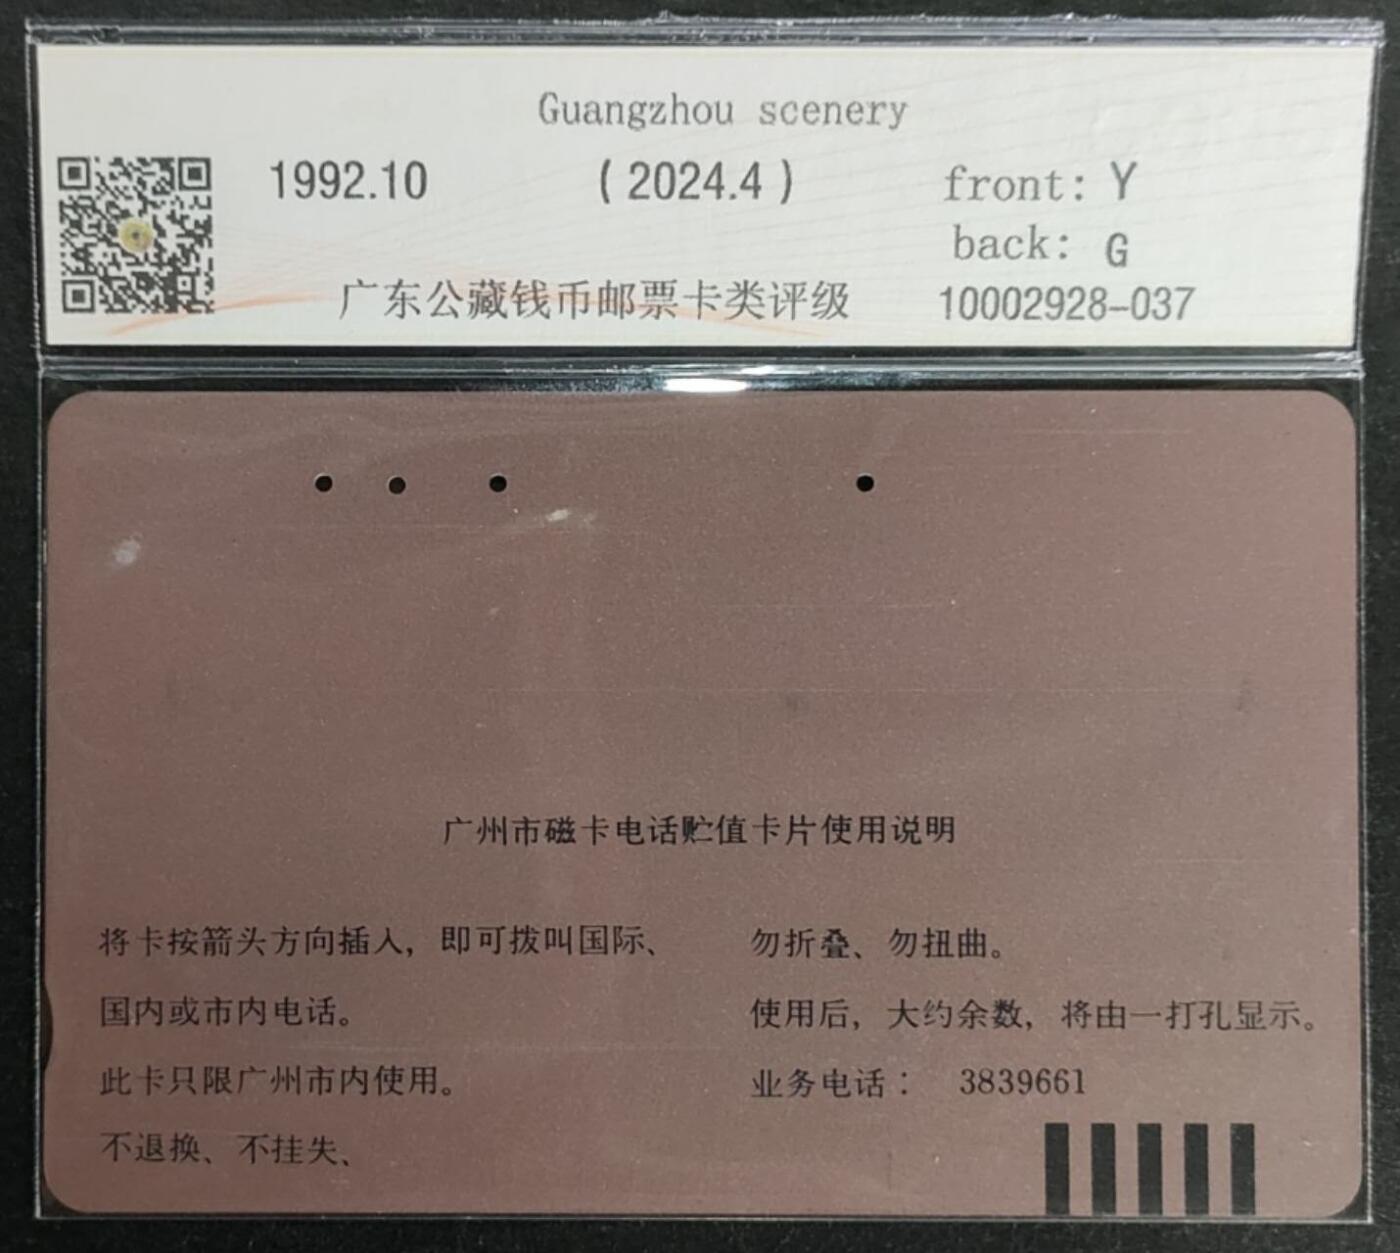 Guangzhou scenery
1992.10 (2024.4) front: Y
back: G
广东公藏钱币邮票卡类评级 10002928-037
广州市磁卡电话贮值卡片使用说明
将卡按箭头方向插入，即可拨叫国际、
国内或市内电话。
此卡只限广州市内使用。
不退换、不挂失、
勿折叠、勿扭曲。
使用后，大约余数，将由一打孔显示。
业务电话： 3839661